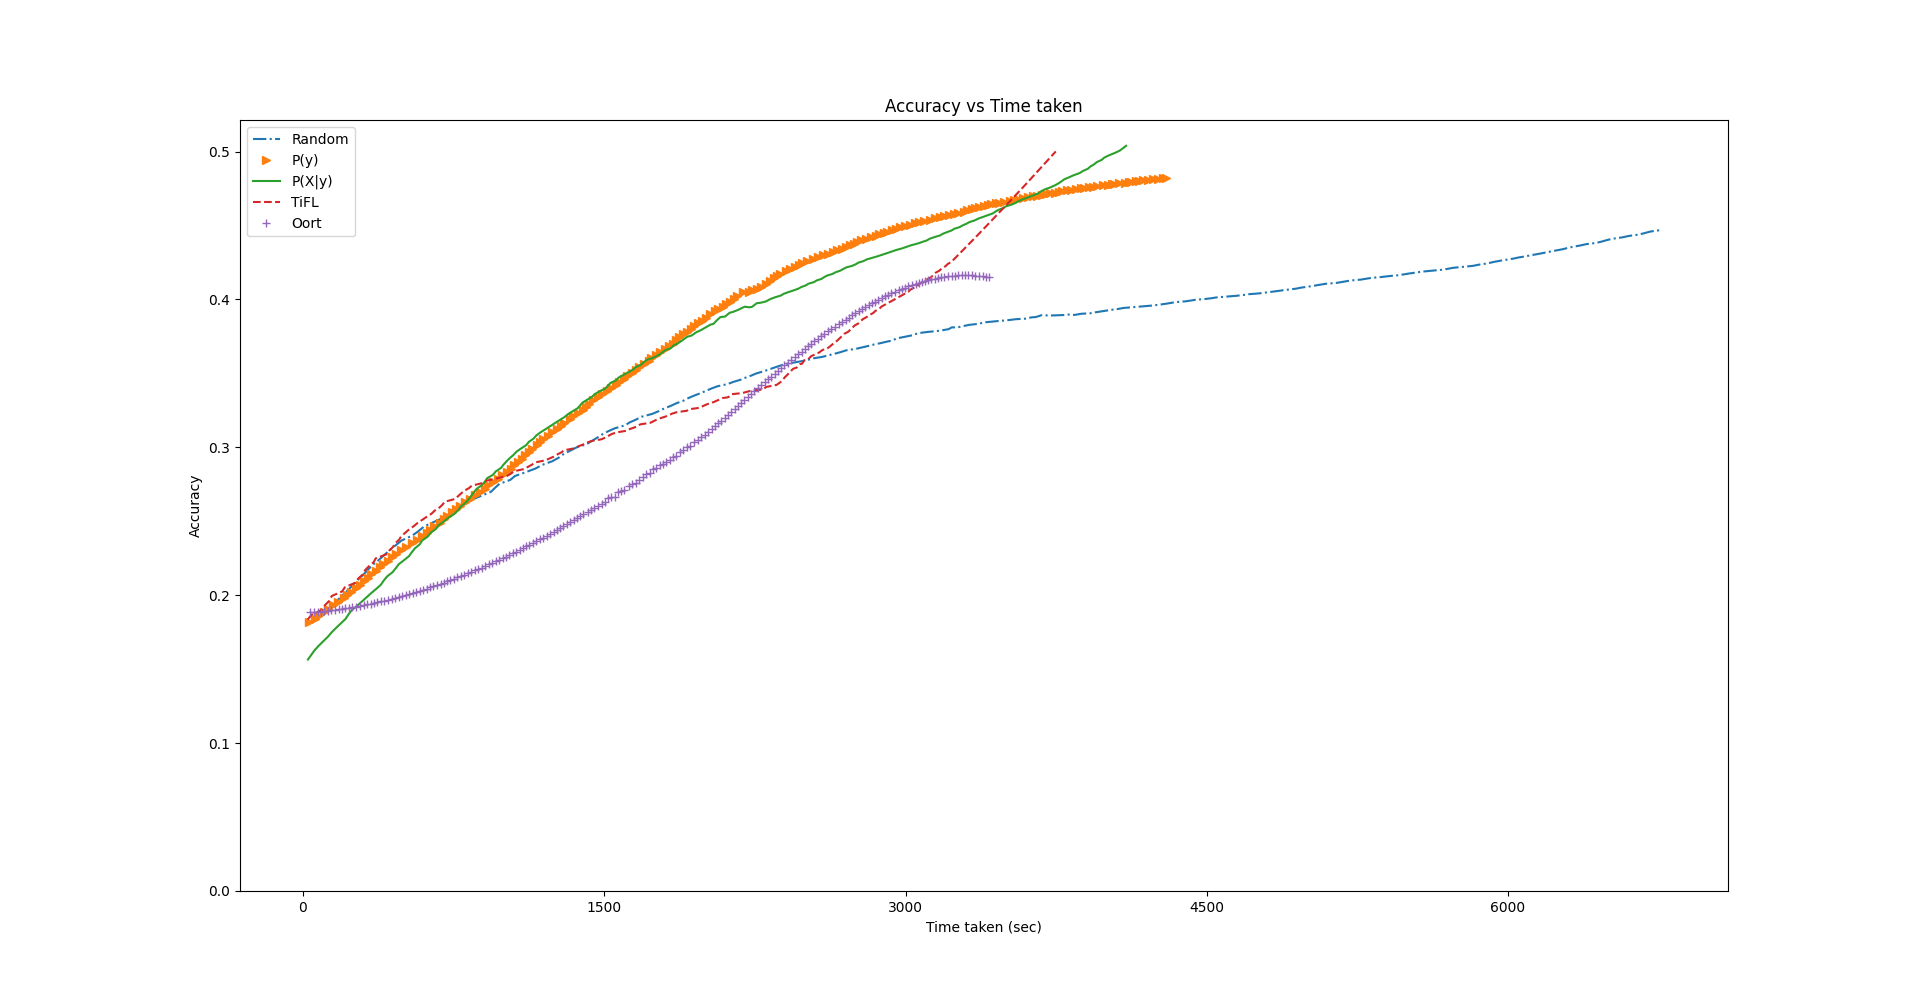 Accuracy vs Time taken
Random
P(y)
P(X|y)
TiFL
Oort
0.5
0.4
0.3
0.2
0.1
0.0
Accuracy
0 1500 3000 4500 6000
Time taken (sec)